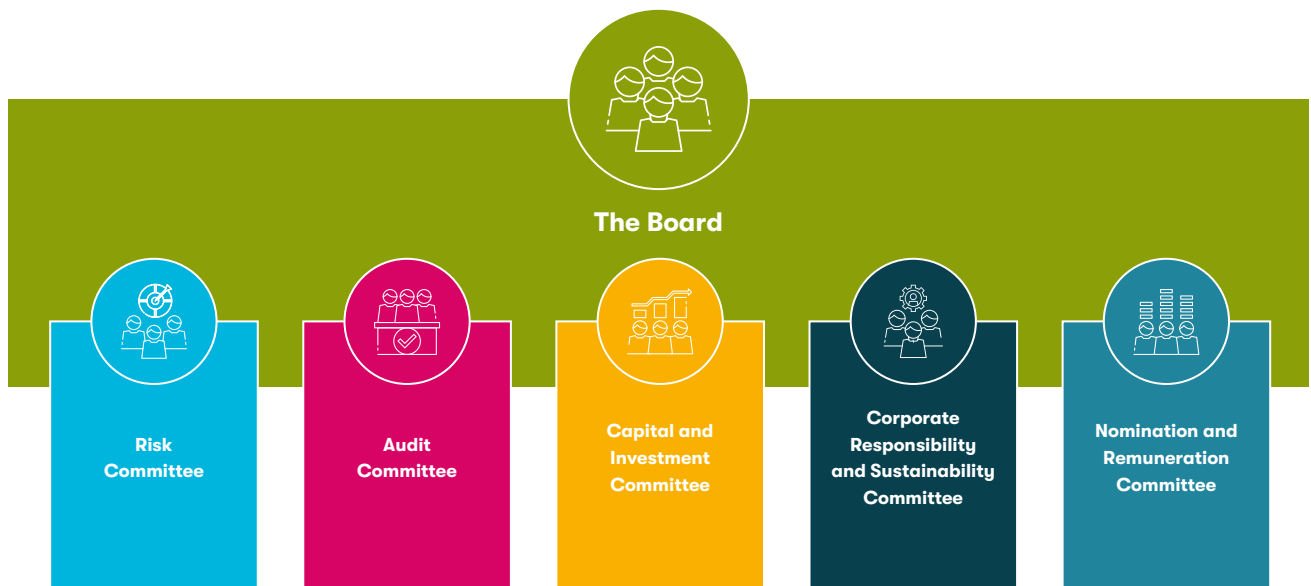 The Board
Risk
Committee
Audit
Committee
Capital and
Investment
Committee
Corporate
Responsibility
and Sustainability
Committee
Nomination and
Remuneration
Committee